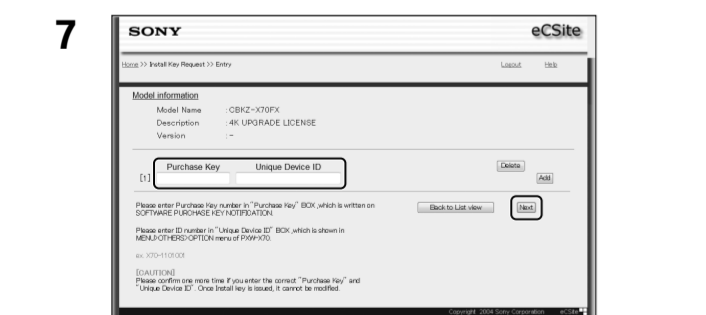 7
SONY
eCSite
Home >> Install Key Request >> Entry
Logout Help
Model information
Model Name : CBKZ-X70FX
Description : 4K UPGRADE LICENSE
Version : -
Purchase Key Unique Device ID
Delete
[1]
Add
Please enter Purchase Key number in "Purchase Key" BOX ,which is written on
SOFTWARE PURCHASE KEY NOTIFICATION.
Back to List view Next
Please enter ID number in "Unique Device ID" BOX ,which is shown in
MENU>OTHERS>OPTION menu of PXW-X70.
ex. X70-1101001
[CAUTION]
Please confirm one more time if you enter the correct "Purchase Key" and
"Unique Device ID". Once Install key is issued, it cannot be modified.
Copyright 2004 Sony Corporation eCSite